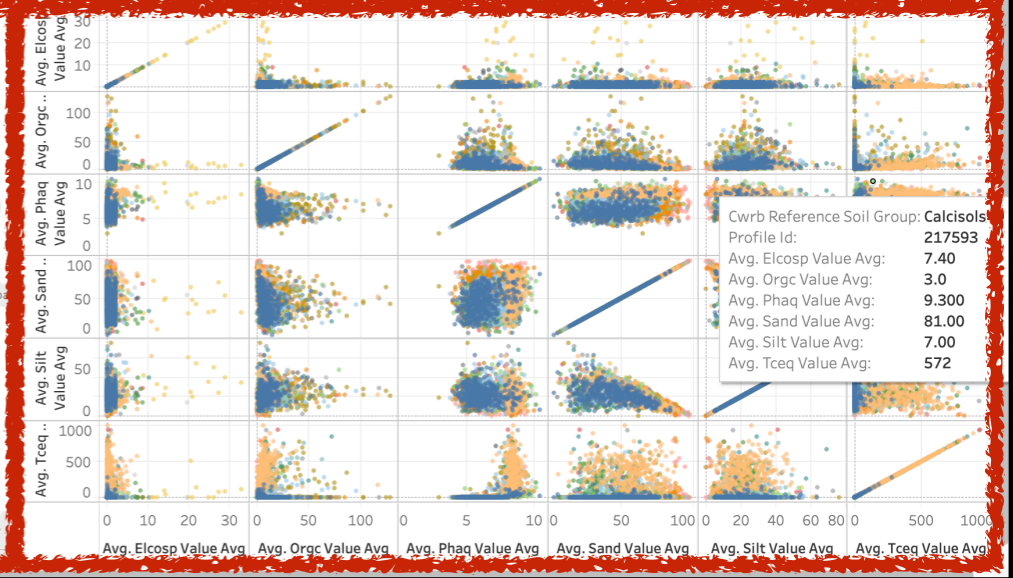 Avg. Elcosp
Value Avg
30
20
10
Avg. Orgc ..
100
50
0
Avg. Phaq
Value Avg
10
5
0
Cwrb Reference Soil Group: Calcisols
Profile Id: 217593
Avg. Elcosp Value Avg: 7.40
Avg. Orgc Value Avg: 3.0
Avg. Phaq Value Avg: 9.300
Avg. Sand Value Avg: 81.00
Avg. Silt Value Avg: 7.00
Avg. Tceq Value Avg: 572
Avg. Sand ..
100
50
0
Avg. Silt
Value Avg
50
0
Avg. Tceq ..
1000
500
0
0 10 20 30 0 50 100 0 5 10 0 50 100 0 20 40 60 80 0 500 1000
Avg. Elcosp Value Avg Avg. Orgc Value Avg Avg. Phaq Value Avg Avg. Sand Value Avg Avg. Silt Value Avg Avg. Tceq Value Avg